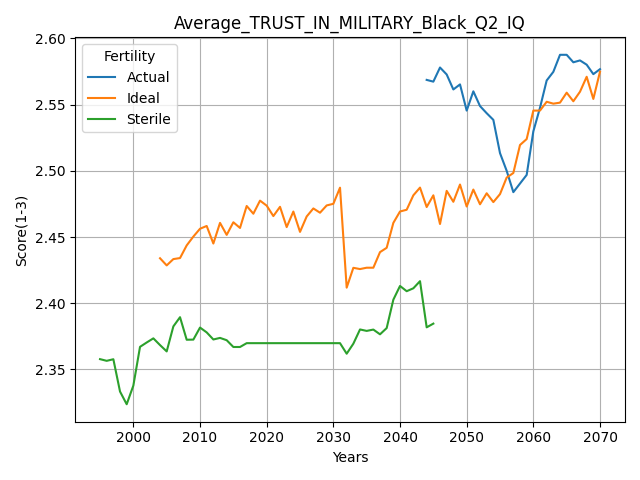 Average_TRUST_IN_MILITARY_Black_Q2_IQ
Fertility
Actual
Ideal
Sterile
Score(1-3)
2.60
2.55
2.50
2.45
2.40
2.35
2000
2010
2020
2030
2040
2050
2060
2070
Years